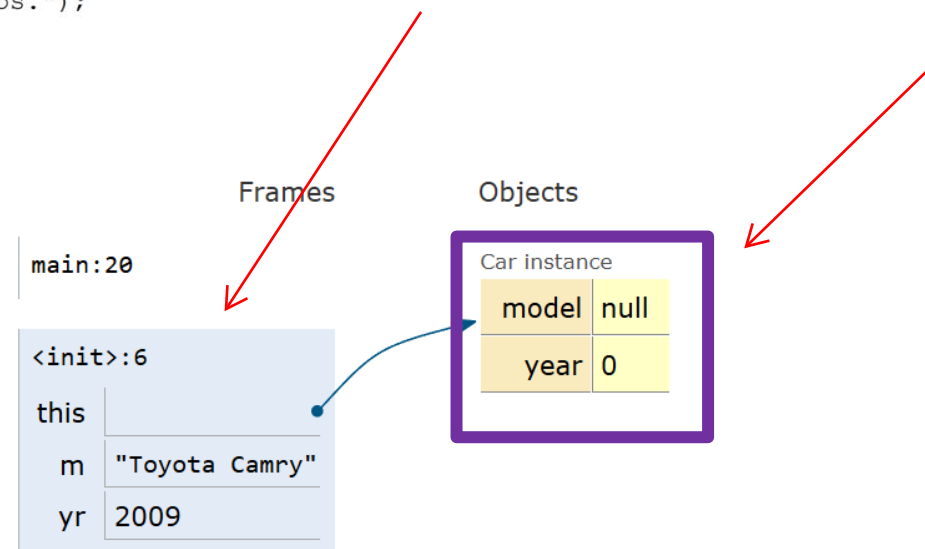 Frames
Objects
main:20
Car instance
model null
year 0
<init>:6
this
m "Toyota Camry"
yr 2009